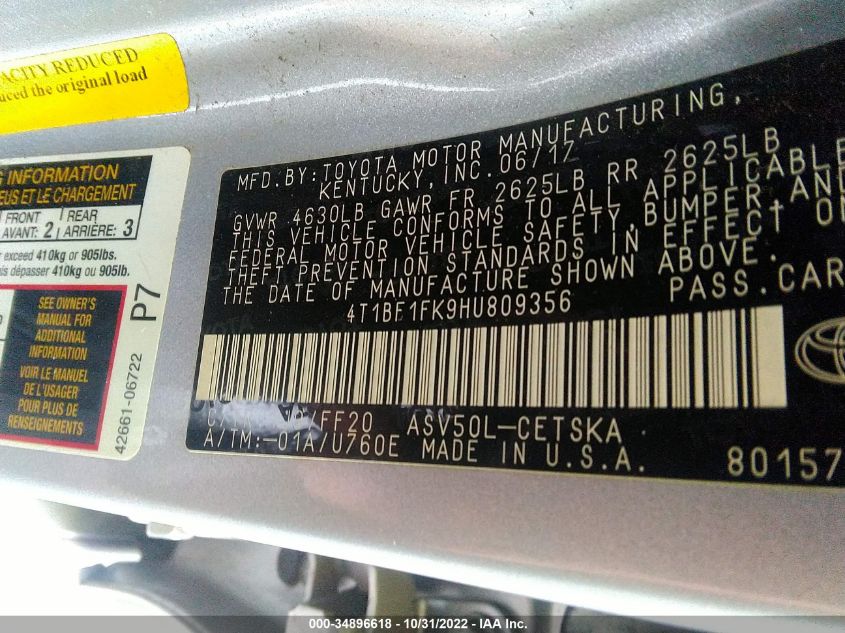 ACITY REDUCED
uced the original load
G INFORMATION
EUS ET LE CHARGEMENT
FRONT
AVANT: 2
REAR
ARRIÈRE: 3
exceed 410kg or 905lb.
dépasser 410kg ou 905lb.
SEE OWNER'S
MANUAL FOR
ADDITIONAL
INFORMATION
VOIR LE MANUEL
DE L'USAGER
POUR PLUS DE
RENSEIGNEMENTS
P7
42661-06722
MFD. BY: TOYOTA MOTOR MANUFACTURING,
KENTUCKY, INC. 06/17
GVWR 4630LB GAWR FR 2625LB RR 2625LB
THIS VEHICLE CONFORMS TO ALL APPLICABLE
FEDERAL MOTOR VEHICLE SAFETY, BUMPER, AND
THEFT PREVENTION STANDARDS IN EFFECT ON
THE DATE OF MANUFACTURE SHOWN ABOVE.
4T1BF1FK9HU809356 PASS. CAR
/FF20 ASV50L-CETSKA
A/TM:-01A/U760E MADE IN U.S.A. 80157
000-34896618 - 10/31/2022 - IAA Inc.